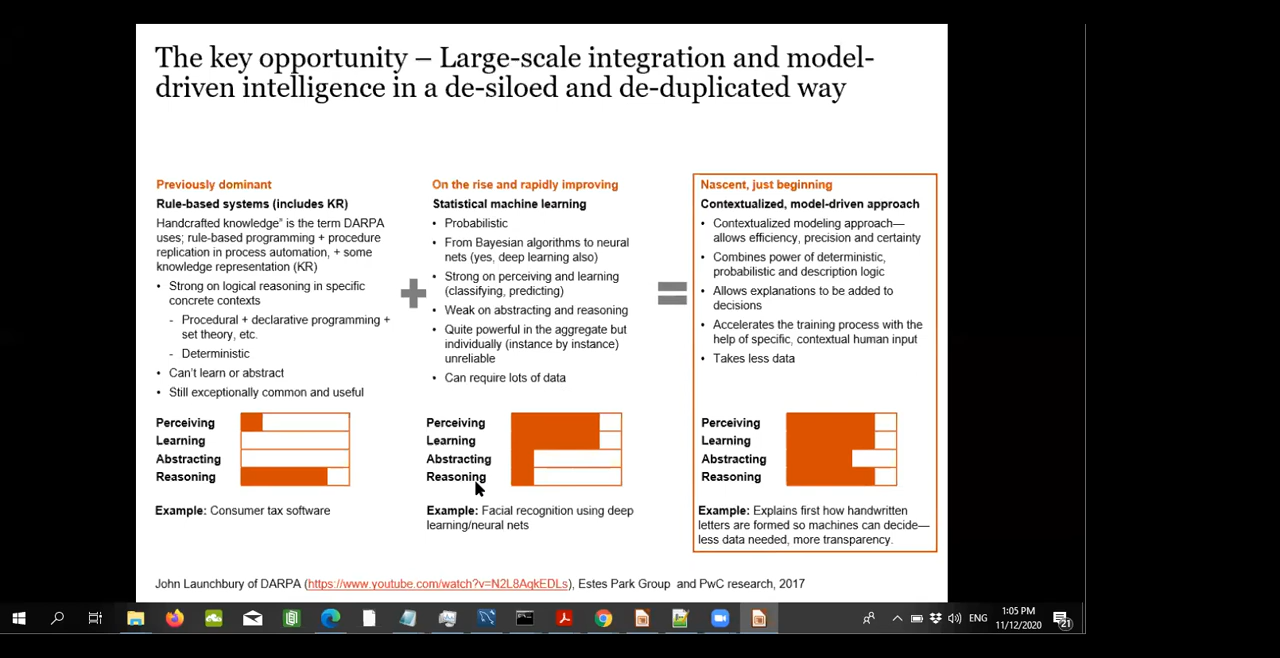 The key opportunity – Large-scale integration and model-
driven intelligence in a de-siloed and de-duplicated way
Previously dominant
Rule-based systems (includes KR)
Handcrafted knowledge” is the term DARPA
uses; rule-based programming + procedure
replication in process automation, + some
knowledge representation (KR)
• Strong on logical reasoning in specific
concrete contexts
- Procedural + declarative programming +
set theory, etc.
- Deterministic
• Can’t learn or abstract
• Still exceptionally common and useful
Perceiving
Learning
Abstracting
Reasoning
Example: Consumer tax software
+
On the rise and rapidly improving
Statistical machine learning
• Probabilistic
• From Bayesian algorithms to neural
nets (yes, deep learning also)
• Strong on perceiving and learning
(classifying, predicting)
• Weak on abstracting and reasoning
• Quite powerful in the aggregate but
individually (instance by instance)
unreliable
• Can require lots of data
Perceiving
Learning
Abstracting
Reasoning
Example: Facial recognition using deep
learning/neural nets
=
Nascent, just beginning
Contextualized, model-driven approach
• Contextualized modeling approach—
allows efficiency, precision and certainty
• Combines power of deterministic,
probabilistic and description logic
• Allows explanations to be added to
decisions
• Accelerates the training process with the
help of specific, contextual human input
• Takes less data
Perceiving
Learning
Abstracting
Reasoning
Example: Explains first how handwritten
letters are formed so machines can decide—
less data needed, more transparency.
John Launchbury of DARPA (https://www.youtube.com/watch?v=N2L8AqkEDLs), Estes Park Group and PwC research, 2017
ENG
1:05 PM
11/12/2020
21